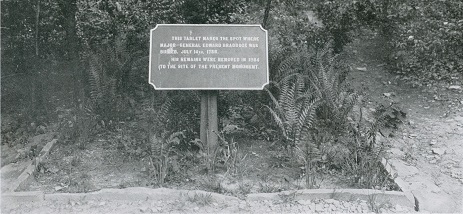 THIS TABLET MARKS THE SPOT WHERE
MAJOR-GENERAL EDWARD BRADDOCK WAS
BURIED, JULY 14TH, 1755.
HIS REMAINS WERE REMOVED IN 1804
TO THE SITE OF THE PRESENT MONUMENT.